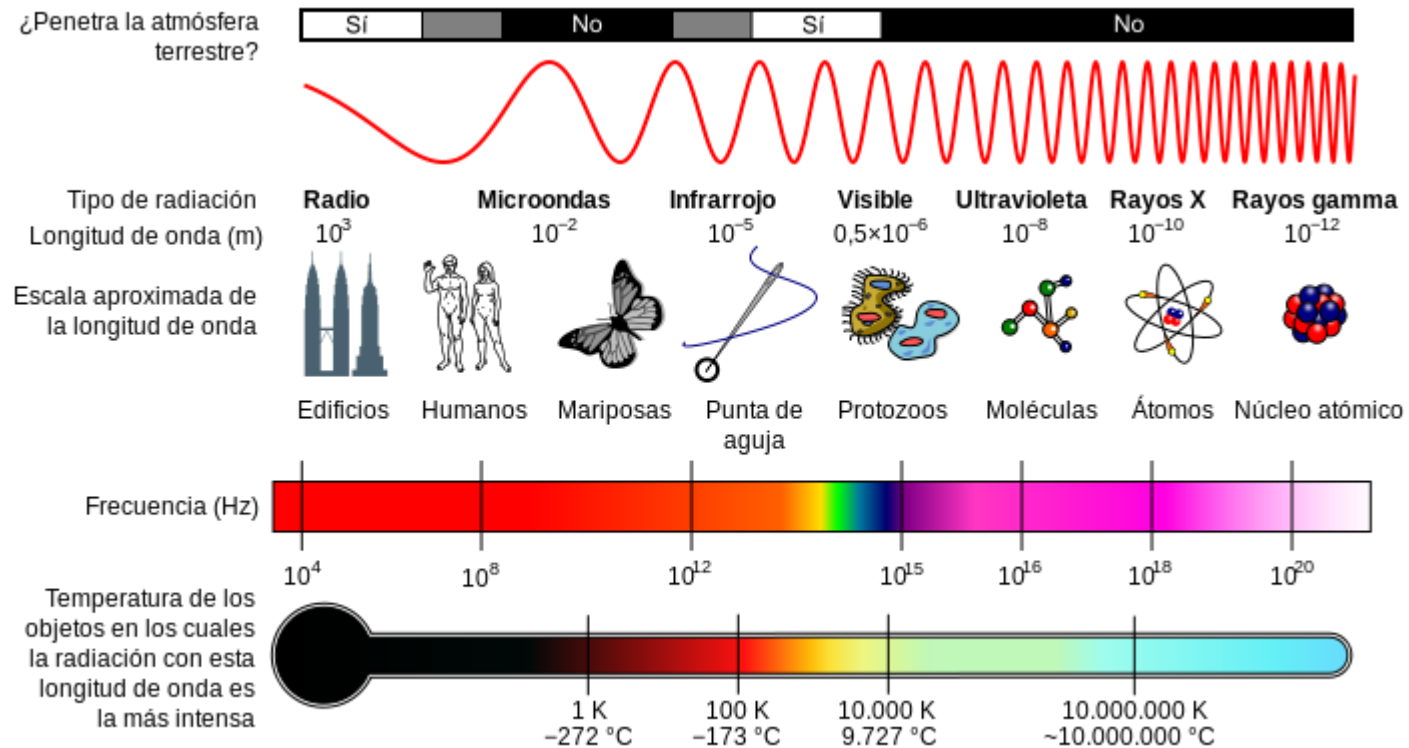 ¿Penetra la atmósfera
terrestre?
Sí No Sí No
Tipo de radiación Radio Microondas Infrarrojo Visible Ultravioleta Rayos X Rayos gamma
Longitud de onda (m) 10³ 10⁻² 10⁻⁵ 0,5×10⁻⁶ 10⁻⁸ 10⁻¹⁰ 10⁻¹²
Escala aproximada de
la longitud de onda
Edificios Humanos Mariposas Punta de aguja Protozoos Moléculas Átomos Núcleo atómico
Frecuencia (Hz)
10⁴ 10⁸ 10¹² 10¹⁵ 10¹⁶ 10¹⁸ 10²⁰
Temperatura de los
objetos en los cuales
la radiación con esta
longitud de onda es
la más intensa
1 K 100 K 10.000 K 10.000.000 K
−272 °C −173 °C 9.727 °C ~10.000.000 °C